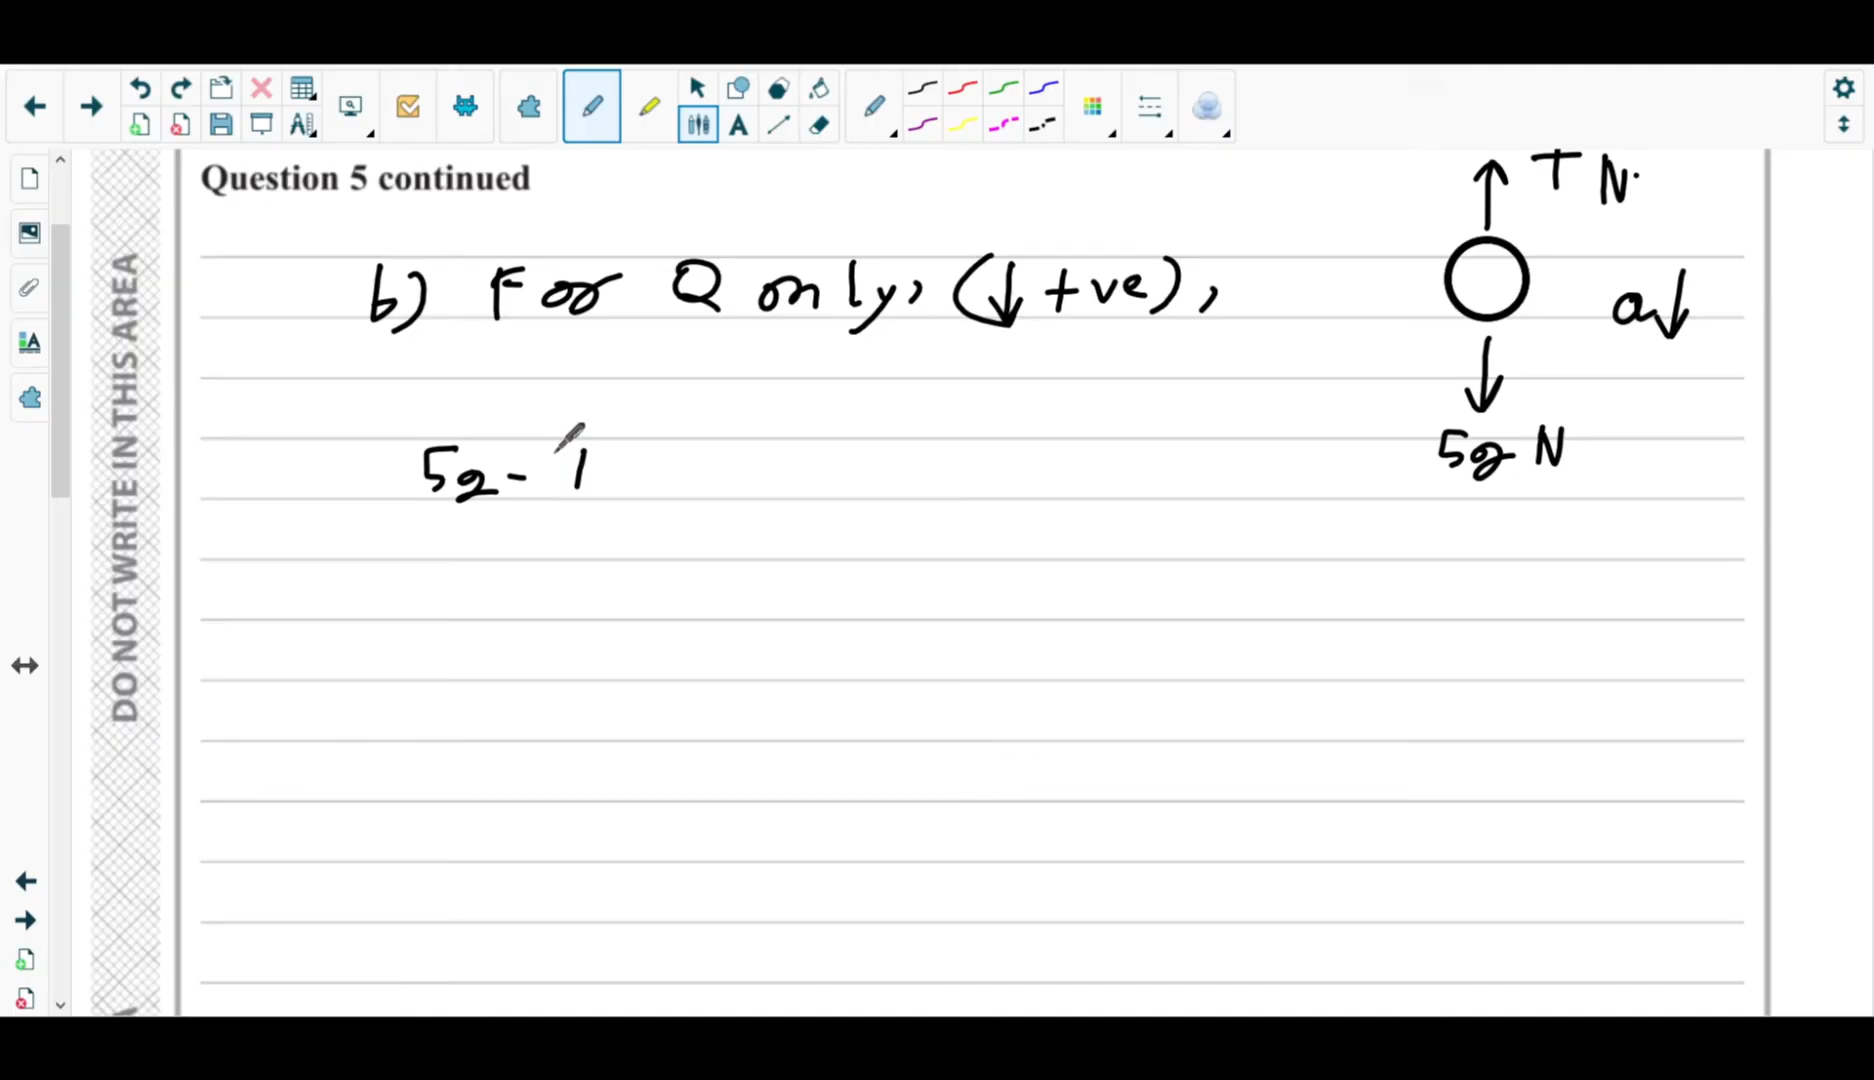 Question 5 continued
T N.
b) For Q only, (↓ +ve),
a↓
5g N
5g -
DO NOT WRITE IN THIS AREA